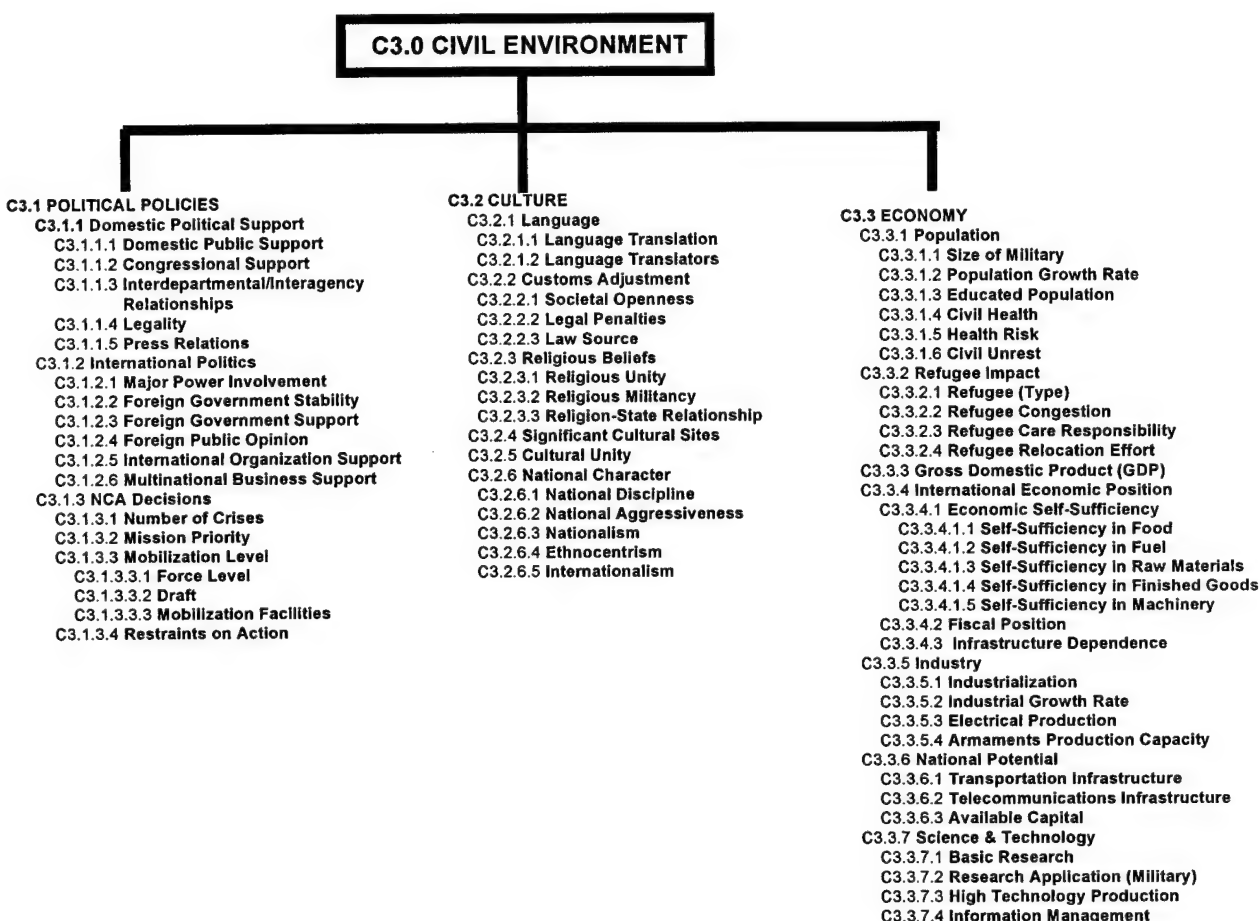 C3.0 CIVIL ENVIRONMENT
C3.1 POLITICAL POLICIES
C3.1.1 Domestic Political Support
C3.1.1.1 Domestic Public Support
C3.1.1.2 Congressional Support
C3.1.1.3 Interdepartmental/Interagency
Relationships
C3.1.1.4 Legality
C3.1.1.5 Press Relations
C3.1.2 International Politics
C3.1.2.1 Major Power Involvement
C3.1.2.2 Foreign Government Stability
C3.1.2.3 Foreign Government Support
C3.1.2.4 Foreign Public Opinion
C3.1.2.5 International Organization Support
C3.1.2.6 Multinational Business Support
C3.1.3 NCA Decisions
C3.1.3.1 Number of Crises
C3.1.3.2 Mission Priority
C3.1.3.3 Mobilization Level
C3.1.3.3.1 Force Level
C3.1.3.3.2 Draft
C3.1.3.3.3 Mobilization Facilities
C3.1.3.4 Restraints on Action
C3.2 CULTURE
C3.2.1 Language
C3.2.1.1 Language Translation
C3.2.1.2 Language Translators
C3.2.2 Customs Adjustment
C3.2.2.1 Societal Openness
C3.2.2.2 Legal Penalties
C3.2.2.3 Law Source
C3.2.3 Religious Beliefs
C3.2.3.1 Religious Unity
C3.2.3.2 Religious Militancy
C3.2.3.3 Religion-State Relationship
C3.2.4 Significant Cultural Sites
C3.2.5 Cultural Unity
C3.2.6 National Character
C3.2.6.1 National Discipline
C3.2.6.2 National Aggressiveness
C3.2.6.3 Nationalism
C3.2.6.4 Ethnocentrism
C3.2.6.5 Internationalism
C3.3 ECONOMY
C3.3.1 Population
C3.3.1.1 Size of Military
C3.3.1.2 Population Growth Rate
C3.3.1.3 Educated Population
C3.3.1.4 Civil Health
C3.3.1.5 Health Risk
C3.3.1.6 Civil Unrest
C3.3.2 Refugee Impact
C3.3.2.1 Refugee (Type)
C3.3.2.2 Refugee Congestion
C3.3.2.3 Refugee Care Responsibility
C3.3.2.4 Refugee Relocation Effort
C3.3.3 Gross Domestic Product (GDP)
C3.3.4 International Economic Position
C3.3.4.1 Economic Self-Sufficiency
C3.3.4.1.1 Self-Sufficiency in Food
C3.3.4.1.2 Self-Sufficiency in Fuel
C3.3.4.1.3 Self-Sufficiency in Raw Materials
C3.3.4.1.4 Self-Sufficiency in Finished Goods
C3.3.4.1.5 Self-Sufficiency in Machinery
C3.3.4.2 Fiscal Position
C3.3.4.3 Infrastructure Dependence
C3.3.5 Industry
C3.3.5.1 Industrialization
C3.3.5.2 Industrial Growth Rate
C3.3.5.3 Electrical Production
C3.3.5.4 Armaments Production Capacity
C3.3.6 National Potential
C3.3.6.1 Transportation Infrastructure
C3.3.6.2 Telecommunications Infrastructure
C3.3.6.3 Available Capital
C3.3.7 Science & Technology
C3.3.7.1 Basic Research
C3.3.7.2 Research Application (Military)
C3.3.7.3 High Technology Production
C3.3.7.4 Information Management